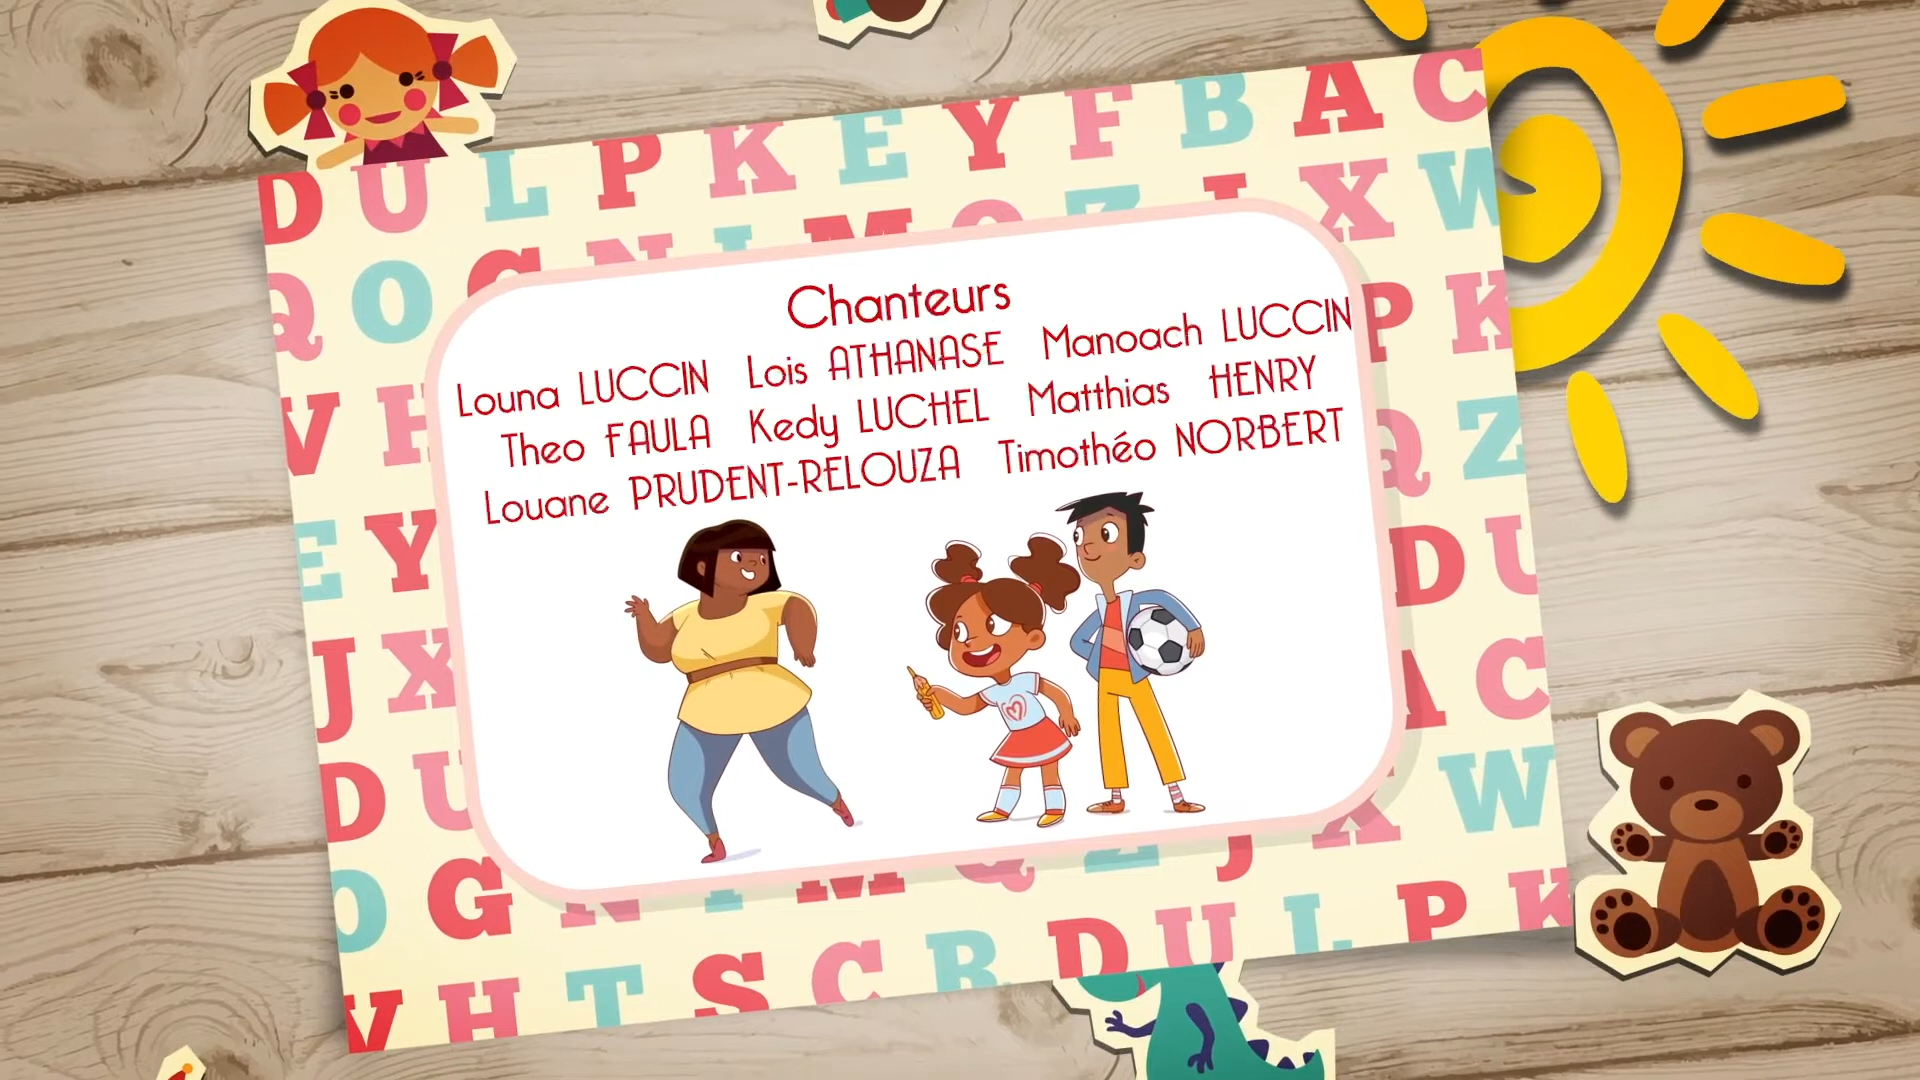 Chanteurs
Louna LUCCIN Lois ATHANASE Manoach LUCCIN
Theo FAULA Kedy LUCHEL Matthias HENRY
Louane PRUDENT-RELOUZA Timothéo NORBERT
D U L P K E Y F B A C
Q O G N I M Q Z J X W
V H P K
E Y Q Z
J X D U
D U A C
O G N I M Q Z J X W
V H T S C B D U L P K